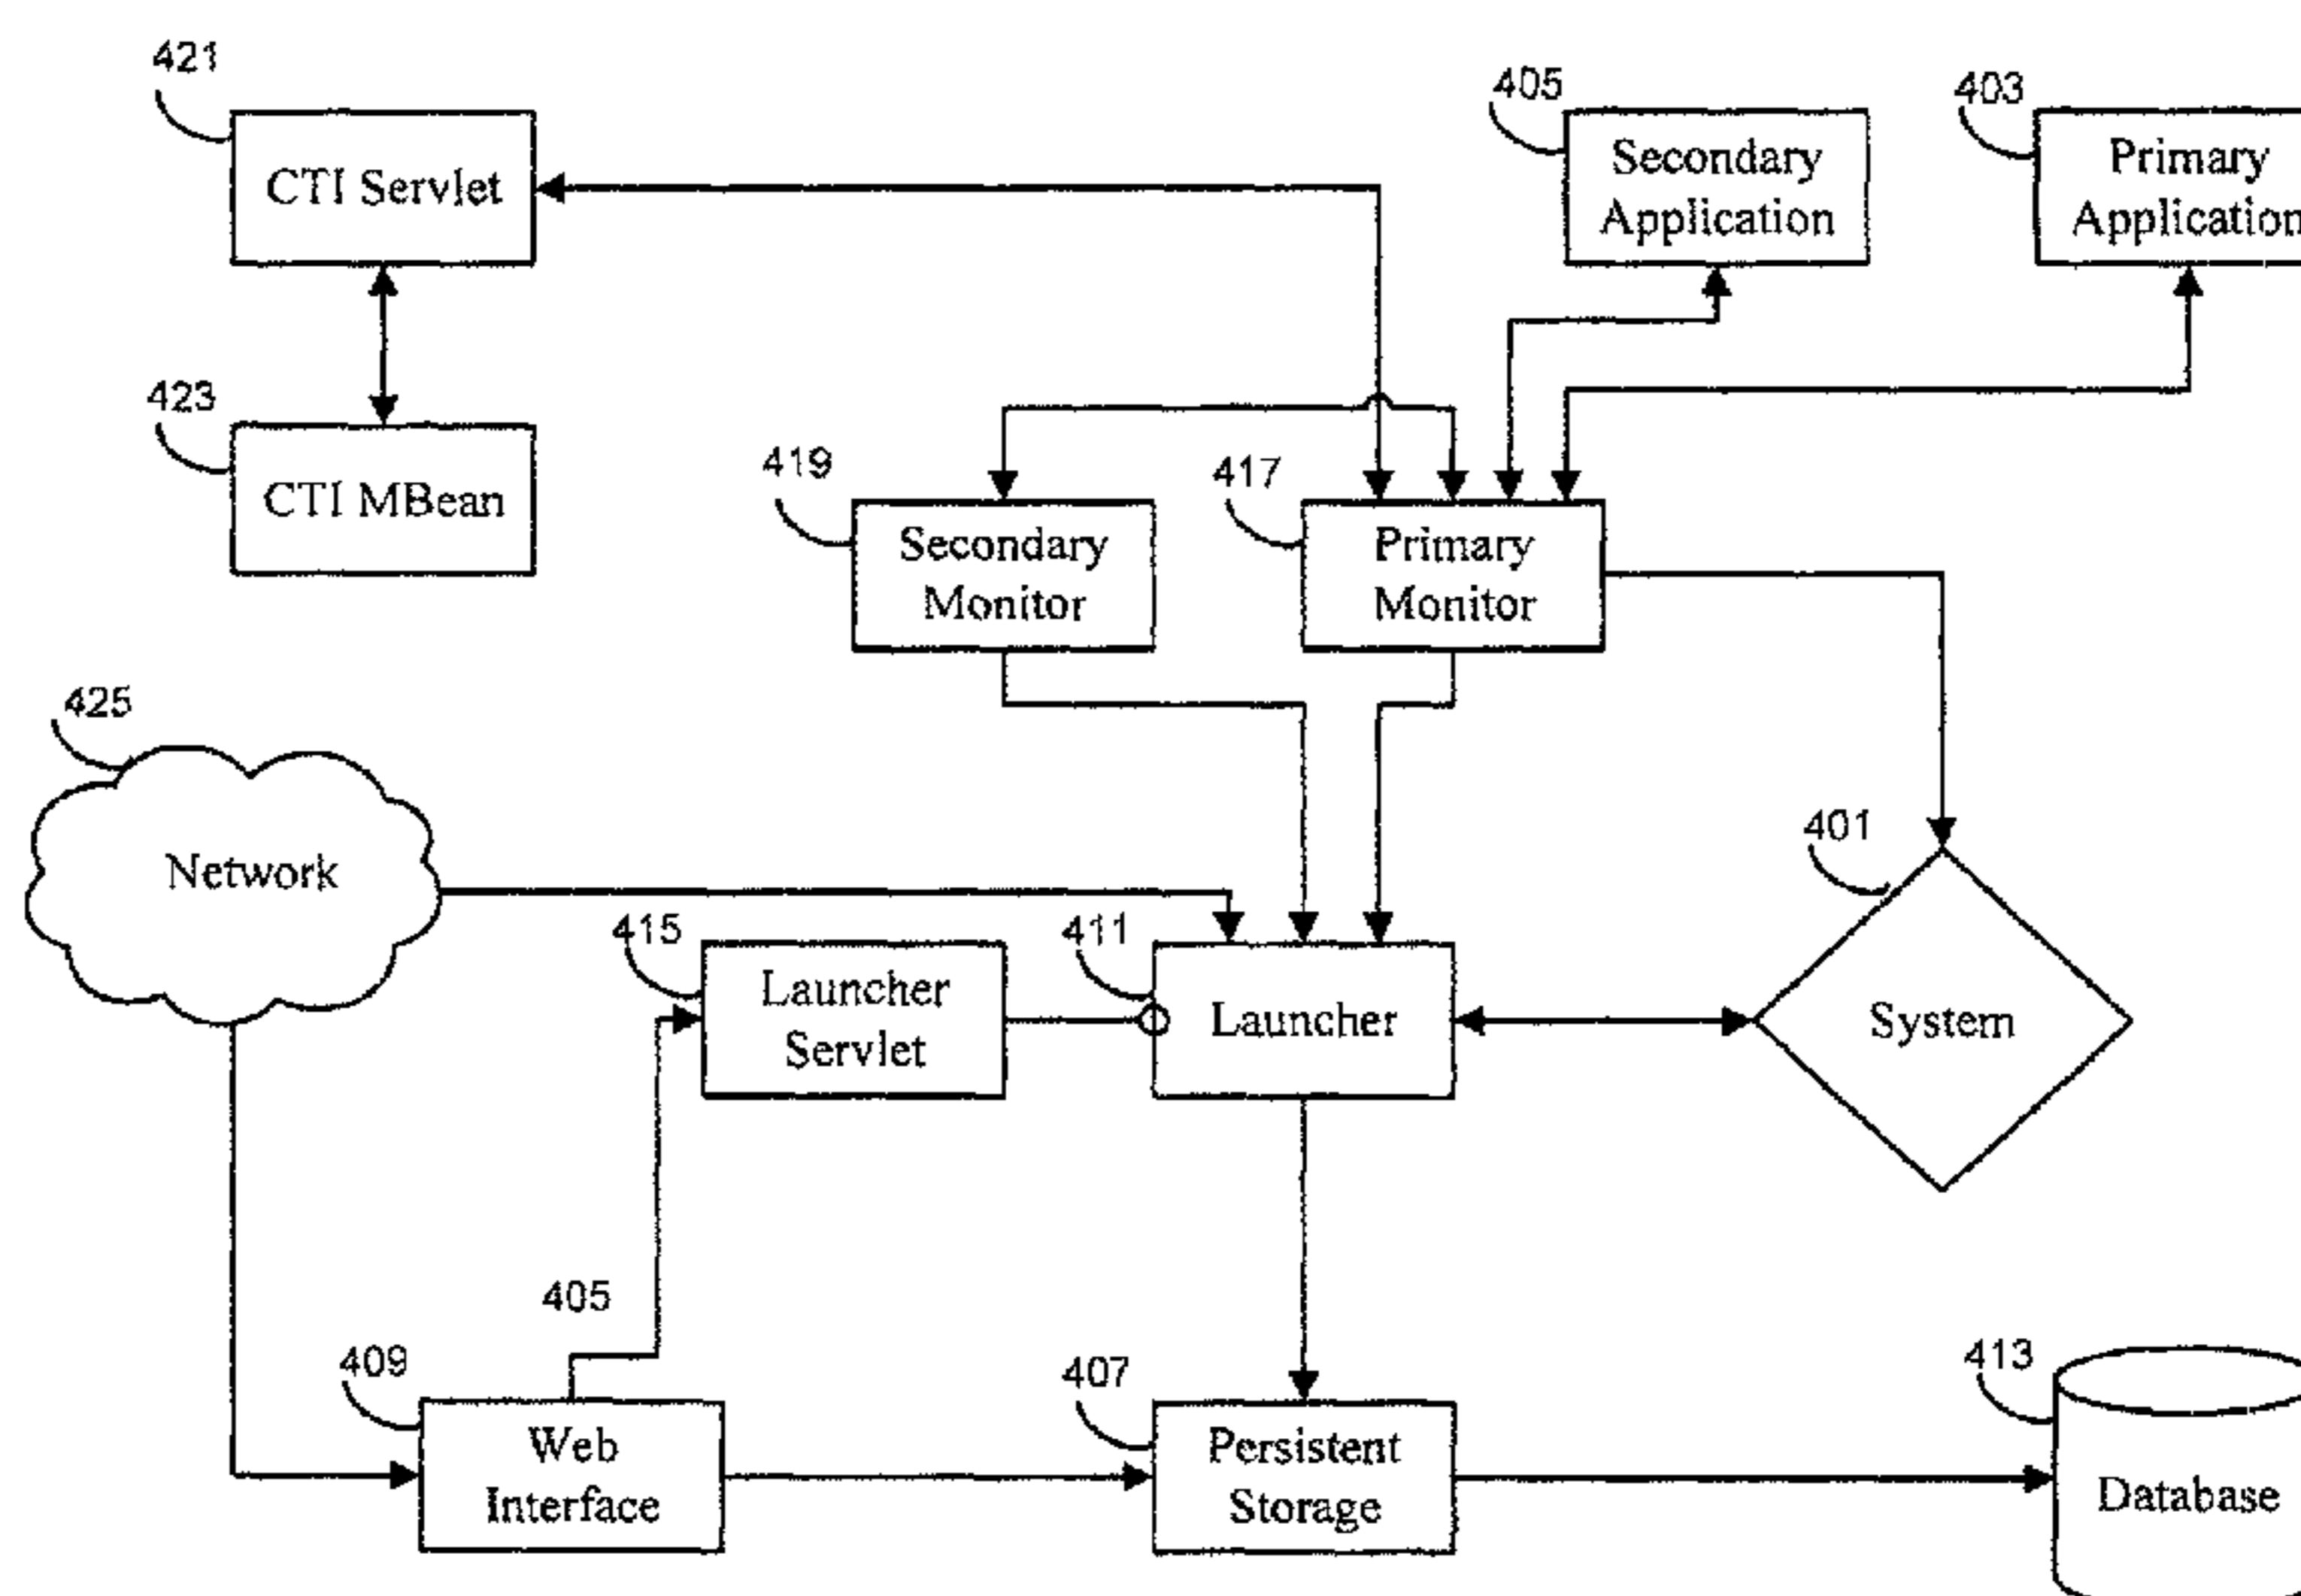 421
405
403
CTI Servlet
Secondary
Application
Primary
Application
423
CTI MBean
419
417
Secondary
Monitor
Primary
Monitor
425
Network
401
415
411
Launcher
Servlet
Launcher
System
405
409
407
413
Web
Interface
Persistent
Storage
Database